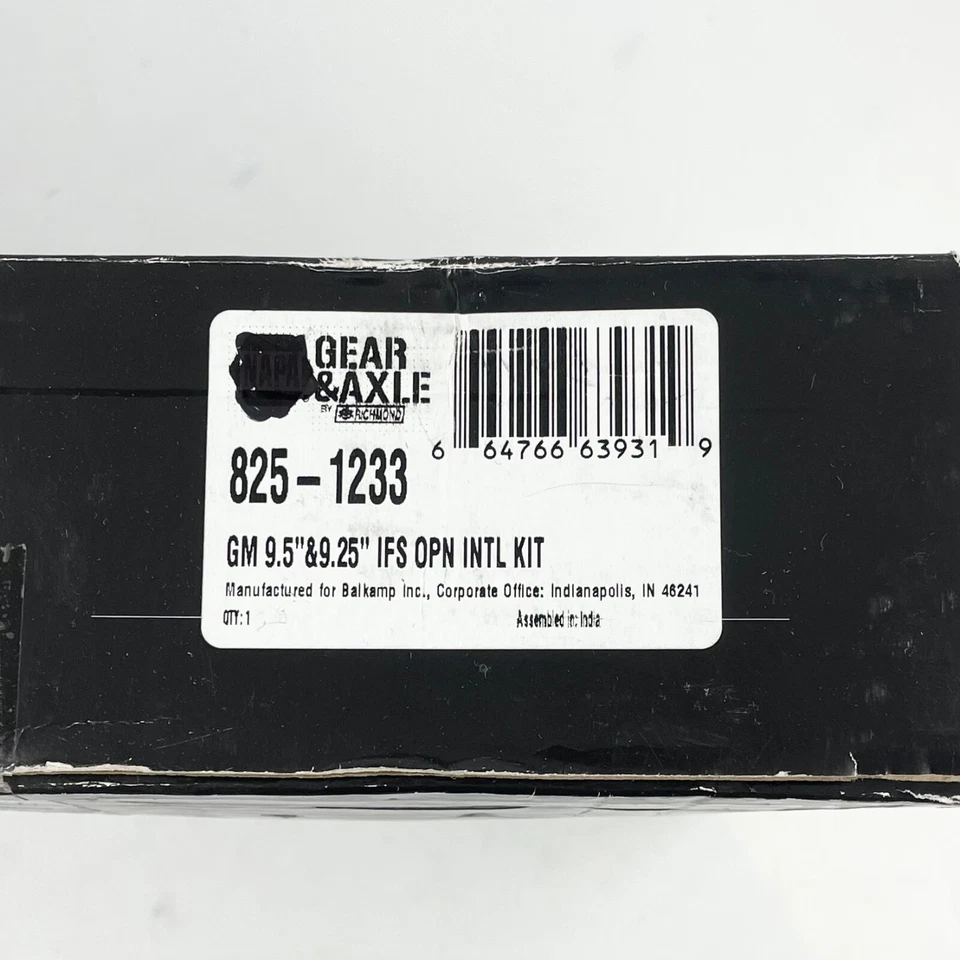 NAPA
GEAR
&AXLE
BY RICHMOND
6 64766 63931 9
825-1233
GM 9.5"&9.25" IFS OPN INTL KIT
Manufactured for Balkamp Inc., Corporate Office: Indianapolis, IN 46241
QTY: 1 Assembled in: India